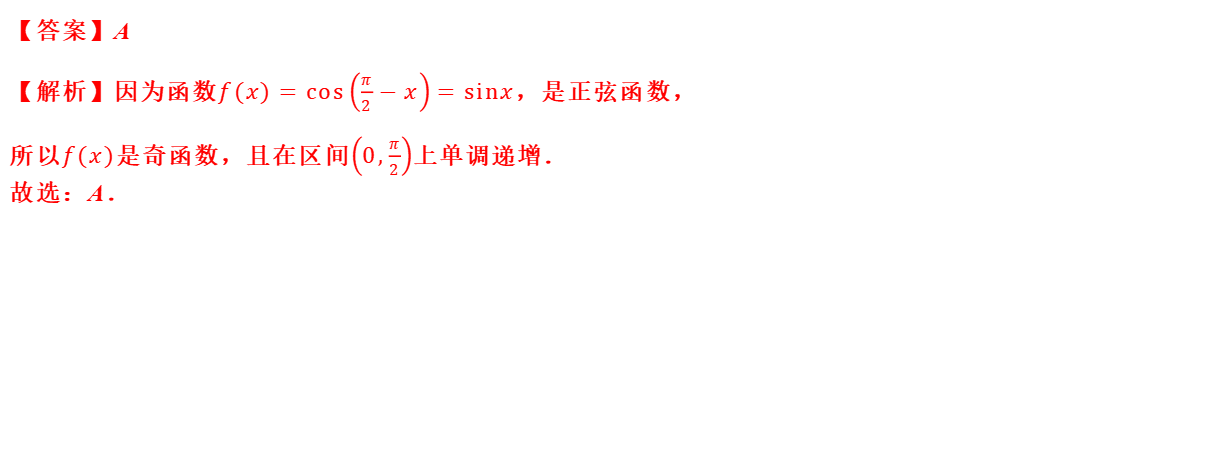 【答案】A
【解析】因为函数f(x) = cos(π/2 − x) = sinx，是正弦函数，
所以f(x)是奇函数，且在区间(0,π/2)上单调递增．
故选：A．